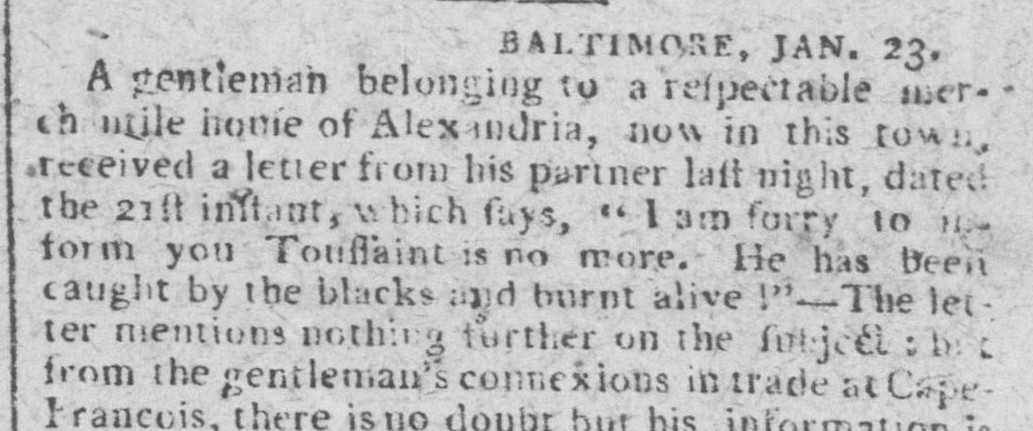 BALTIMORE, JAN. 23.
A gentleman belonging to a reſpectable mer-
chantile houſe of Alexandria, now in this town,
received a letter from his partner laſt night, dated
the 21ſt inſtant, which ſays, “I am ſorry to in-
form you Touſſaint is no more. He has been
caught by the blacks and burnt alive!”—The let-
ter mentions nothing further on the ſubject; but
from the gentleman's connexions in trade at Cape-
Francois, there is no doubt but his information is